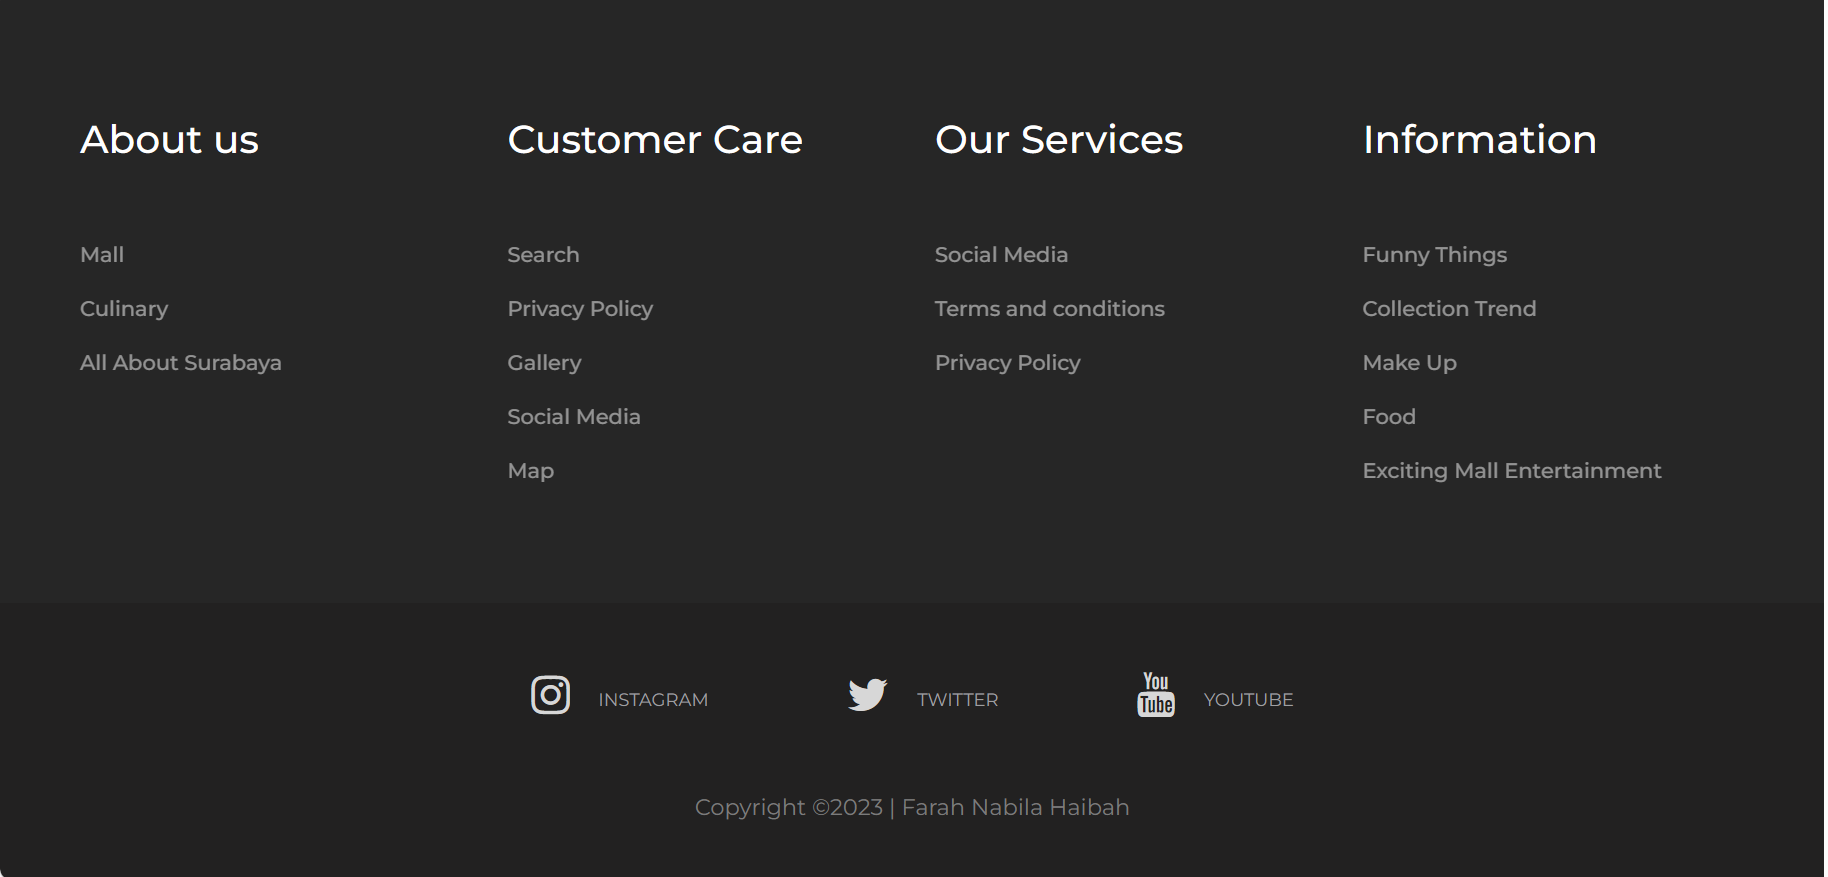 About us
Mall
Culinary
All About Surabaya
Customer Care
Search
Privacy Policy
Gallery
Social Media
Map
Our Services
Social Media
Terms and conditions
Privacy Policy
Information
Funny Things
Collection Trend
Make Up
Food
Exciting Mall Entertainment
INSTAGRAM
TWITTER
You
Tube
YOUTUBE
Copyright ©2023 | Farah Nabila Haibah